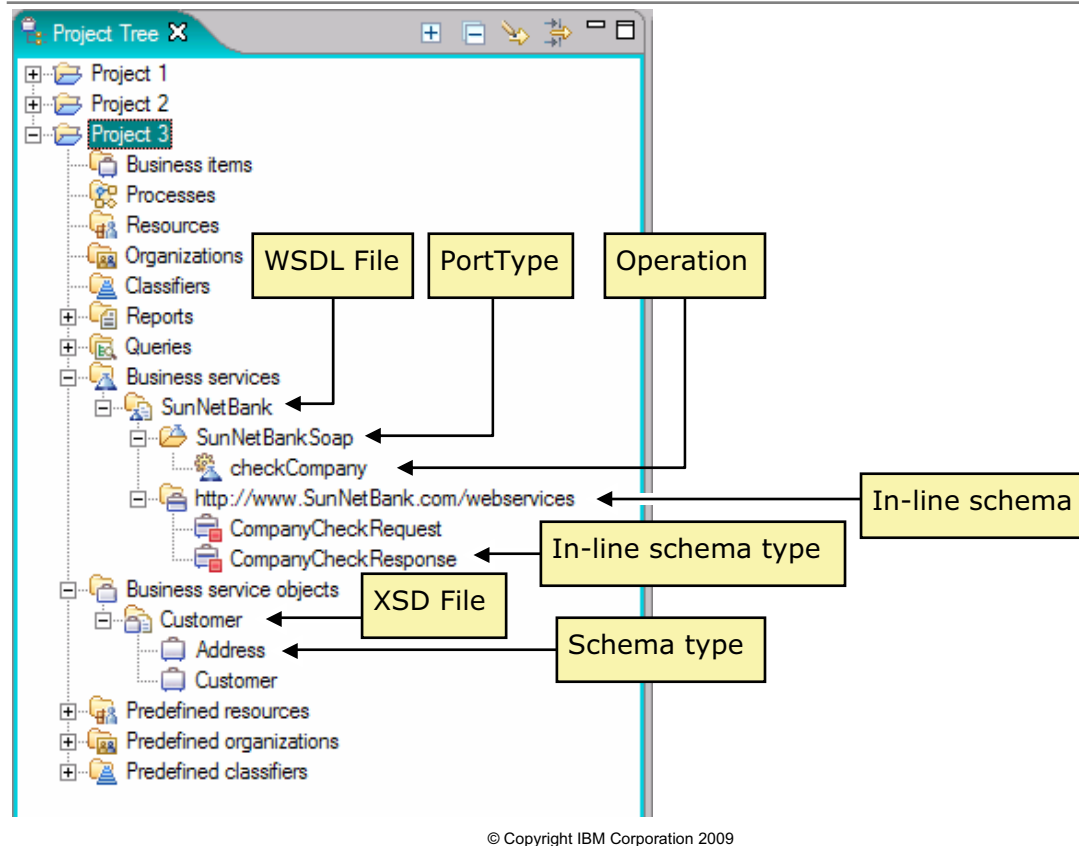 Project Tree
Project 1
Project 2
Project 3
Business items
Processes
Resources
Organizations
WSDL File
PortType
Operation
Classifiers
Reports
Queries
Business services
SunNetBank
SunNetBankSoap
checkCompany
http://www.SunNetBank.com/webservices
In-line schema
CompanyCheckRequest
CompanyCheckResponse
In-line schema type
Business service objects
XSD File
Customer
Address
Schema type
Customer
Predefined resources
Predefined organizations
Predefined classifiers
© Copyright IBM Corporation 2009